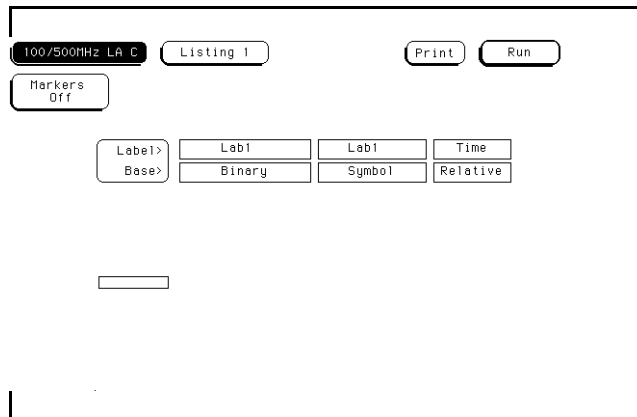 100/500MHz LA C Listing 1 Print Run
Markers
Off
Label> Lab1 Lab1 Time
Base> Binary Symbol Relative